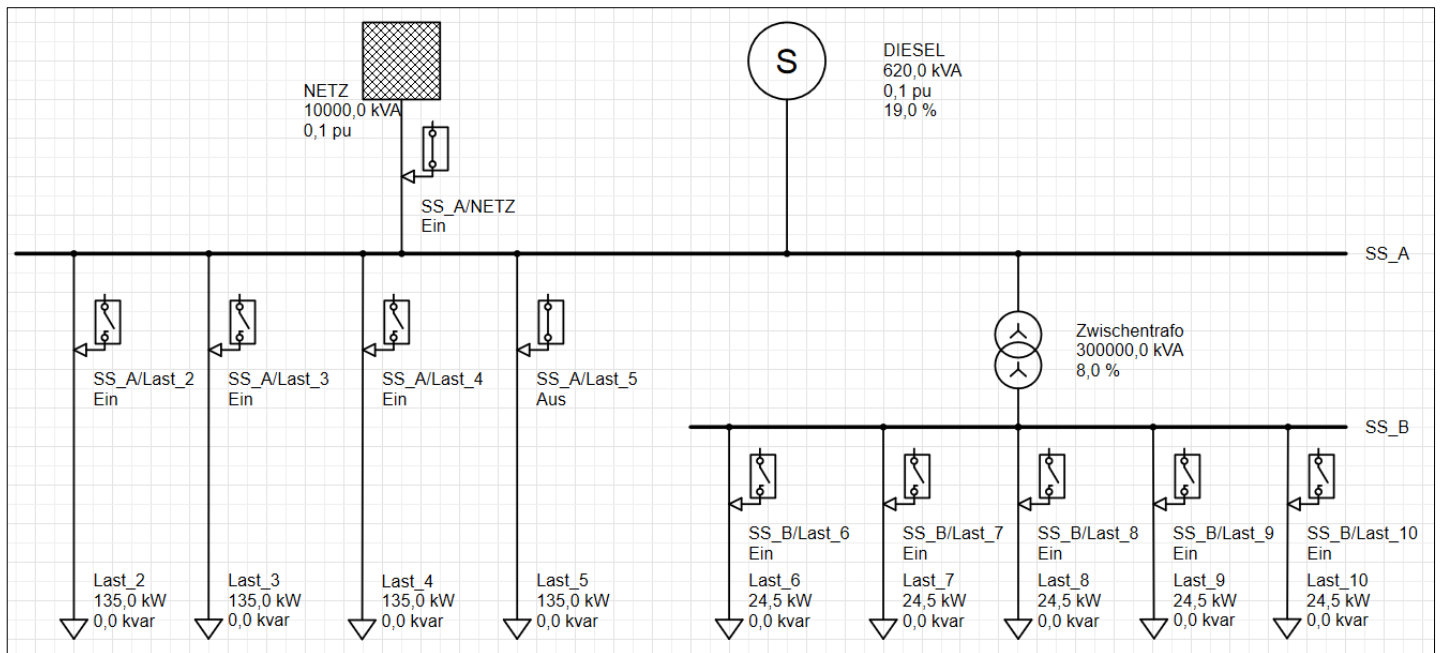 NETZ
10000,0 kVA
0,1 pu
S
DIESEL
620,0 kVA
0,1 pu
19,0 %
SS_A/NETZ
Ein
SS_A
SS_A/Last_2
Ein
SS_A/Last_3
Ein
SS_A/Last_4
Ein
SS_A/Last_5
Aus
Zwischentrafo
300000,0 kVA
8,0 %
SS_B
SS_B/Last_6
Ein
SS_B/Last_7
Ein
SS_B/Last_8
Ein
SS_B/Last_9
Ein
SS_B/Last_10
Ein
Last_2
135,0 kW
0,0 kvar
Last_3
135,0 kW
0,0 kvar
Last_4
135,0 kW
0,0 kvar
Last_5
135,0 kW
0,0 kvar
Last_6
24,5 kW
0,0 kvar
Last_7
24,5 kW
0,0 kvar
Last_8
24,5 kW
0,0 kvar
Last_9
24,5 kW
0,0 kvar
Last_10
24,5 kW
0,0 kvar